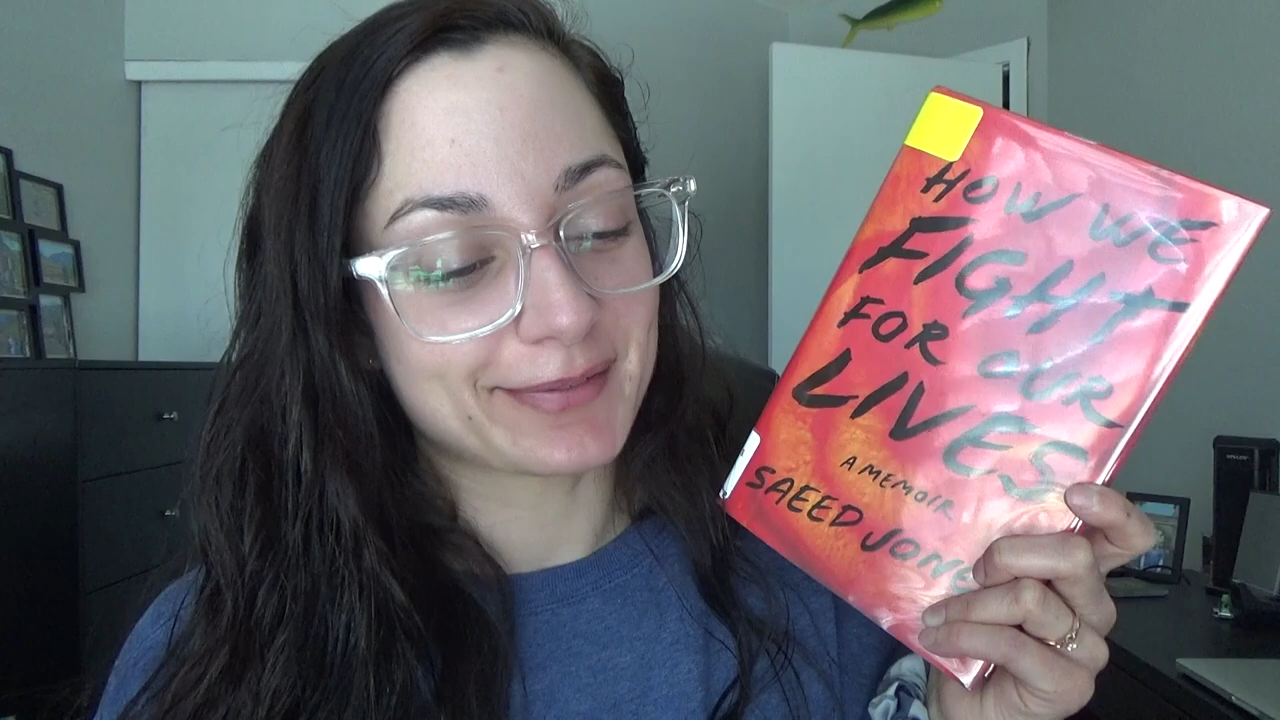 HOW WE
FIGHT
FOR OUR
LIVES
A MEMOIR
SAEED JONES